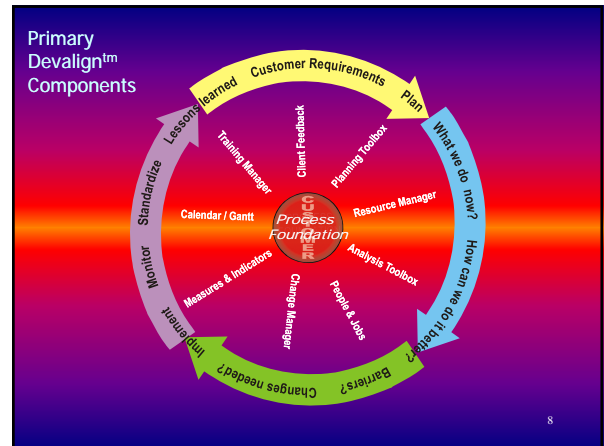 Primary
Devalign™
Components
Lessons learned Customer Requirements Plan
What we do now? How can we do it better?
Barriers? Changes needed?
Implement Monitor Standardize
Client Feedback
Planning Toolbox
Resource Manager
Analysis Toolbox
People & Jobs
Change Manager
Measures & Indicators
Calendar / Gantt
Training Manager
CUSTOMER
Process
Foundation
8